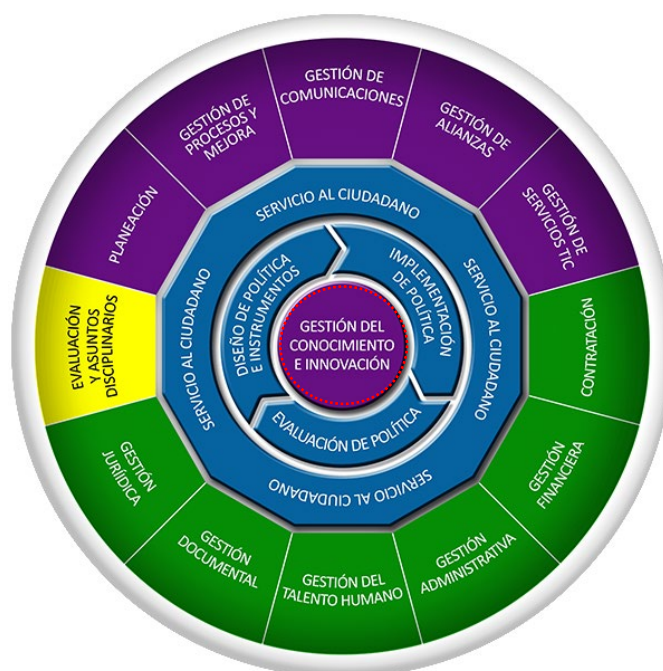 GESTIÓN DE
COMUNICACIONES
GESTIÓN DE
ALIANZAS
GESTIÓN DE
SERVICIOS TIC
CONTRATACIÓN
GESTIÓN
FINANCIERA
GESTIÓN
ADMINISTRATIVA
GESTIÓN DEL
TALENTO HUMANO
GESTIÓN
DOCUMENTAL
GESTIÓN
JURÍDICA
EVALUACIÓN
Y ASUNTOS
DISCIPLINARIOS
PLANEACIÓN
GESTIÓN DE
PROCESOS Y
MEJORA
SERVICIO AL CIUDADANO
SERVICIO AL CIUDADANO
SERVICIO AL CIUDADANO
SERVICIO AL CIUDADANO
DISEÑO DE POLÍTICA
E INSTRUMENTOS
IMPLEMENTACIÓN
DE POLÍTICA
EVALUACIÓN DE POLÍTICA
GESTIÓN DEL
CONOCIMIENTO
E INNOVACIÓN